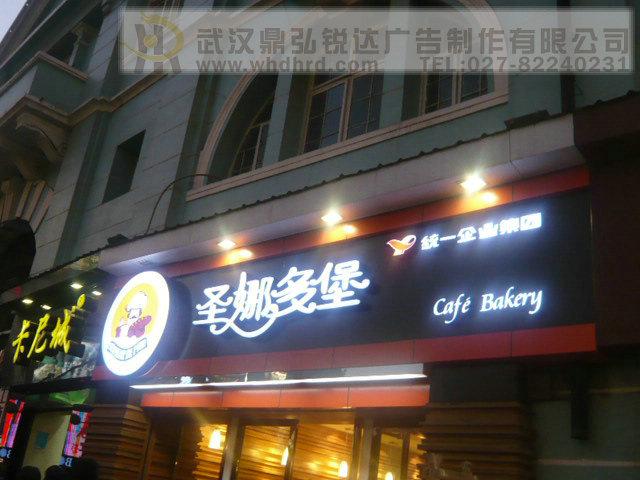 武汉鼎弘锐达广告制作有限公司
www.whdhrd.com TEL:027-82240231
统一企业集团
圣娜多堡
Café Bakery
卡尼城